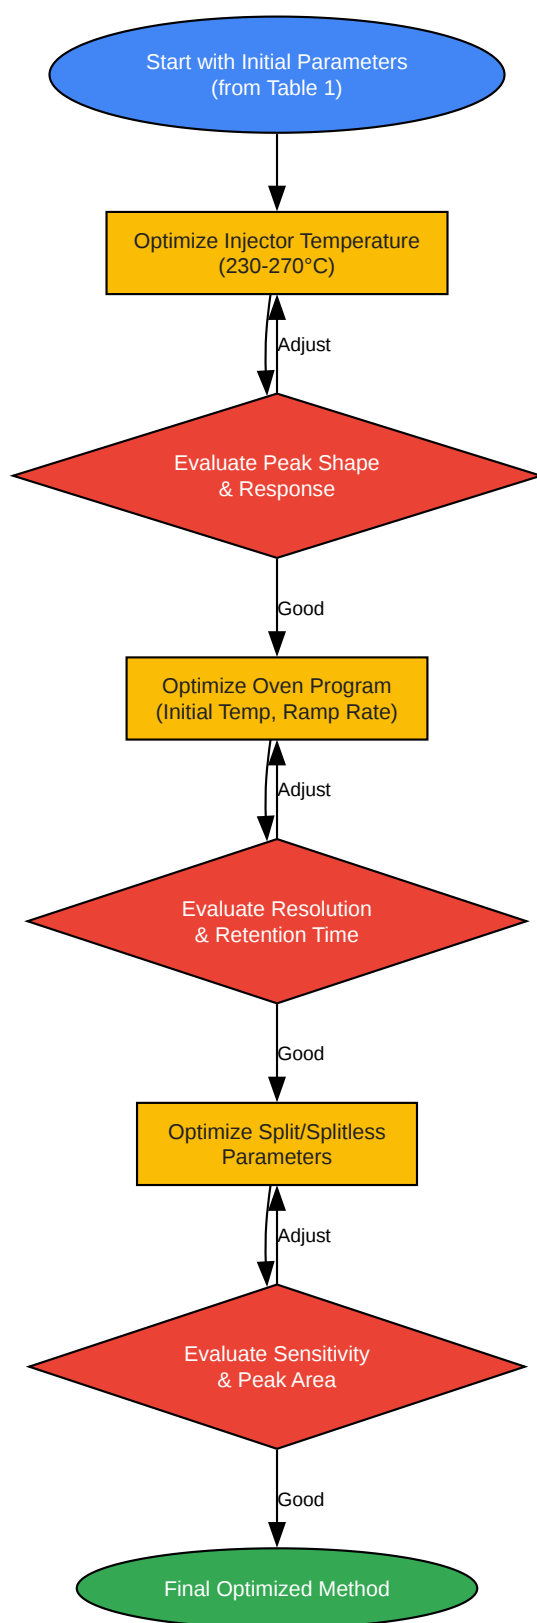 Start with Initial Parameters
(from Table 1)
Optimize Injector Temperature
(230-270°C)
Adjust
Evaluate Peak Shape
& Response
Good
Optimize Oven Program
(Initial Temp, Ramp Rate)
Adjust
Evaluate Resolution
& Retention Time
Good
Optimize Split/Splitless
Parameters
Adjust
Evaluate Sensitivity
& Peak Area
Good
Final Optimized Method